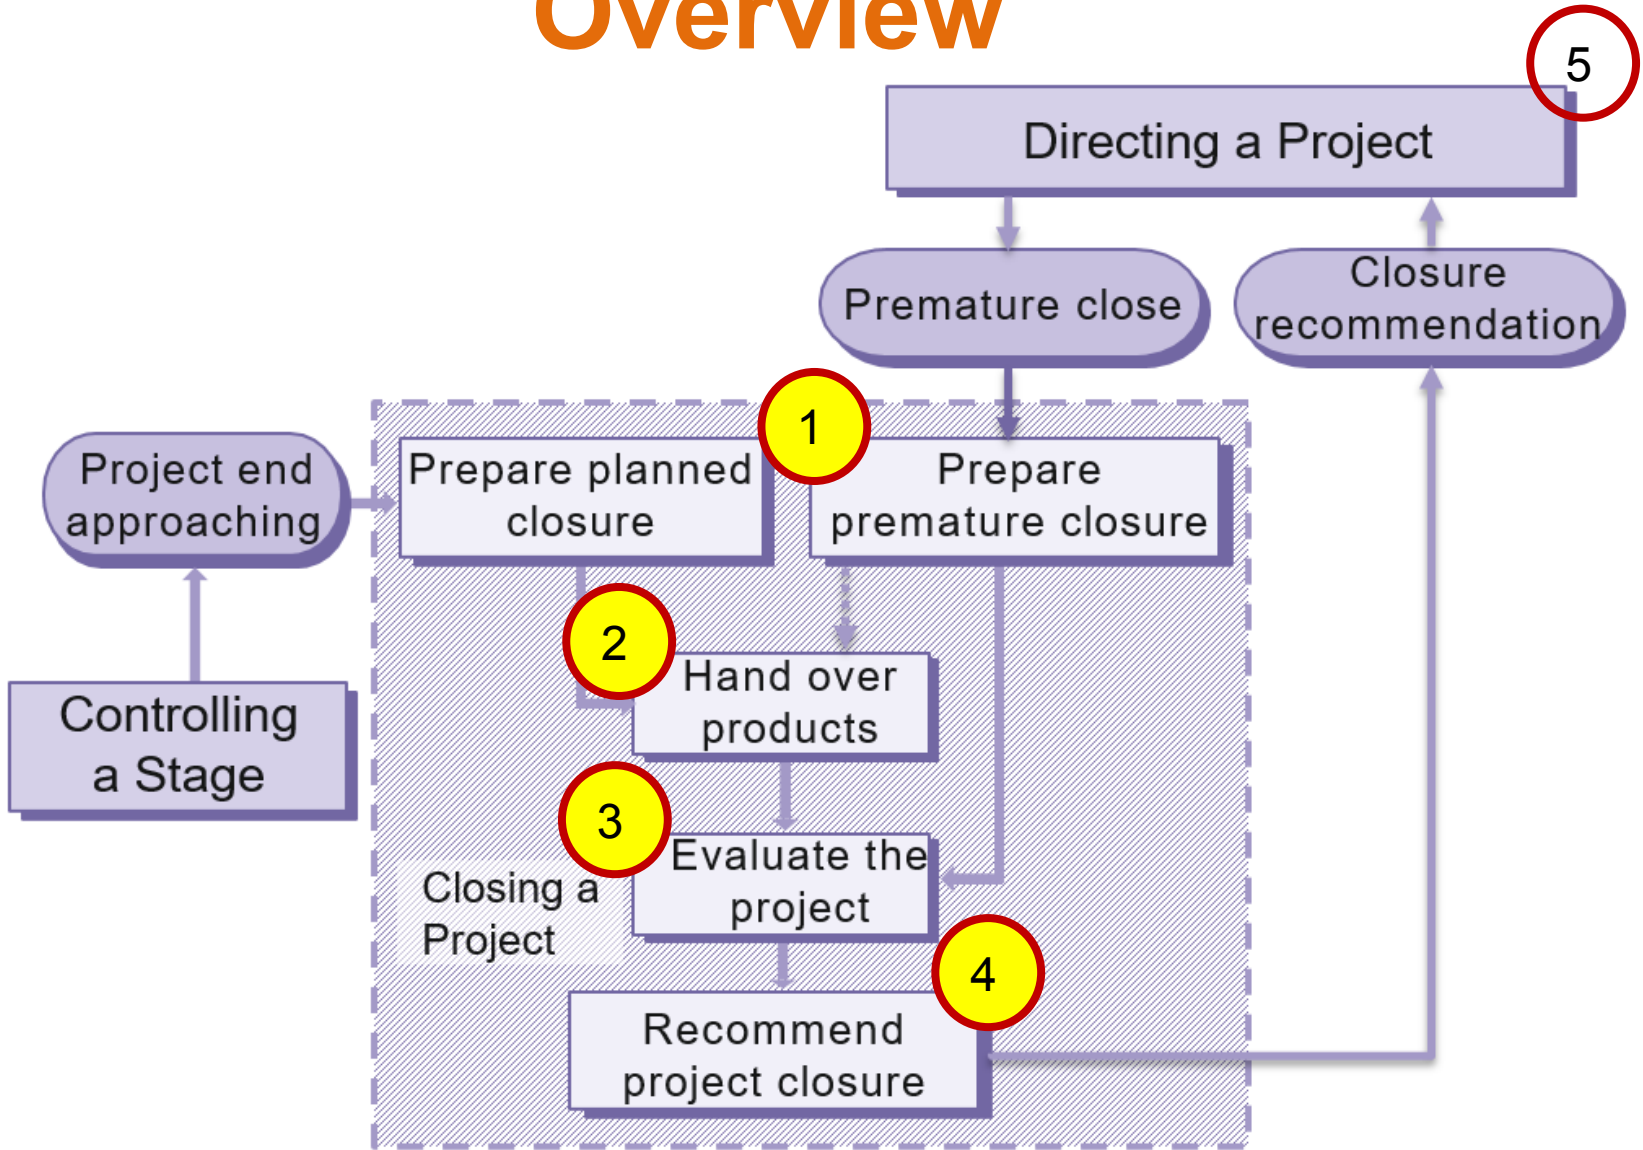 Overview
5
Directing a Project
Premature close
Closure
recommendation
1
Project end
approaching
Prepare planned
closure
Prepare
premature closure
2
Hand over
products
Controlling
a Stage
3
Evaluate the
project
Closing a
Project
4
Recommend
project closure